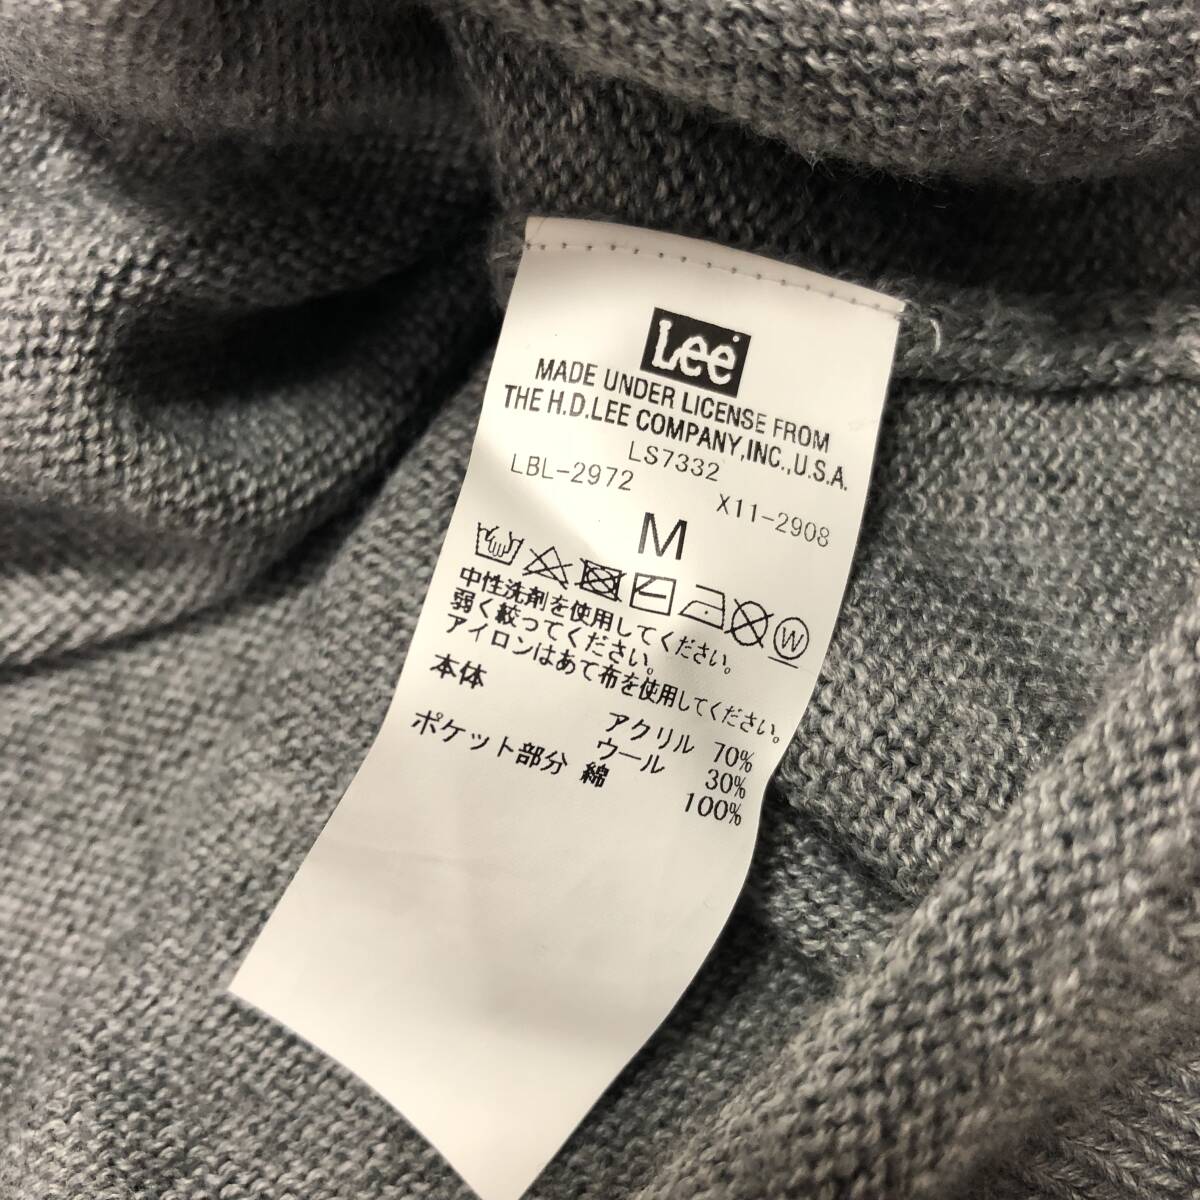 Lee
MADE UNDER LICENSE FROM
THE H.D.LEE COMPANY,INC.,U.S.A.
LS7332
LBL-2972 X11-2908
M
W
中性洗剤を使用してください。
弱く絞ってください。
アイロンはあて布を使用してください。
本体
アクリル 70%
ウール 30%
ポケット部分 綿 100%